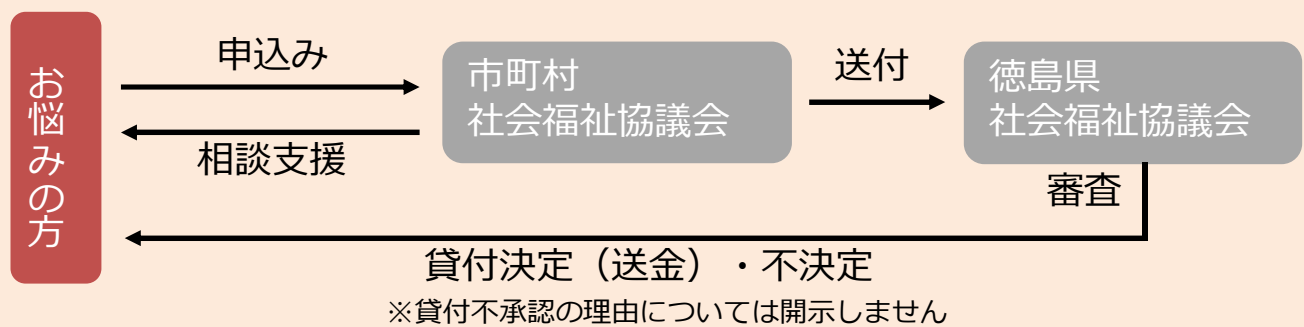 お悩みの方
申込み
相談支援
市町村
社会福祉協議会
送付
徳島県
社会福祉協議会
審査
貸付決定（送金）・不決定
※貸付不承認の理由については開示しません